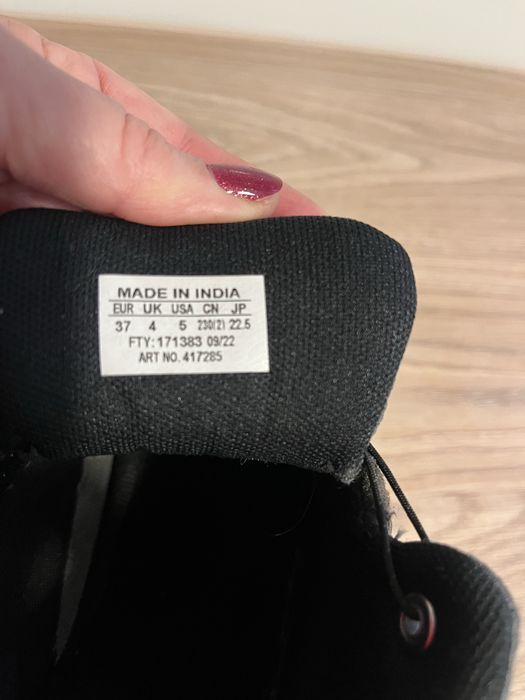 MADE IN INDIA
EUR UK USA CN JP
37 4 5 230(2) 22.5
FTY: 171383 09/22
ART NO. 417285